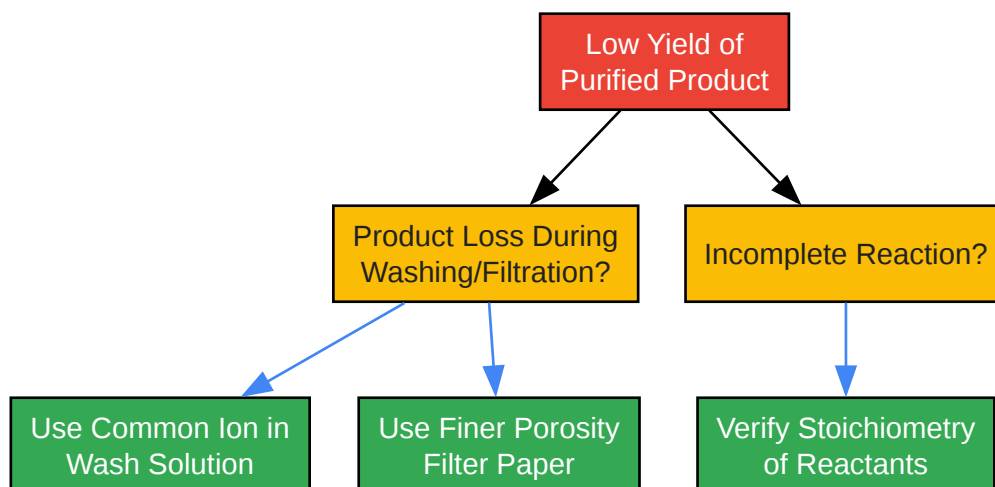 Low Yield of
Purified Product
Product Loss During
Washing/Filtration?
Incomplete Reaction?
Use Common Ion in
Wash Solution
Use Finer Porosity
Filter Paper
Verify Stoichiometry
of Reactants